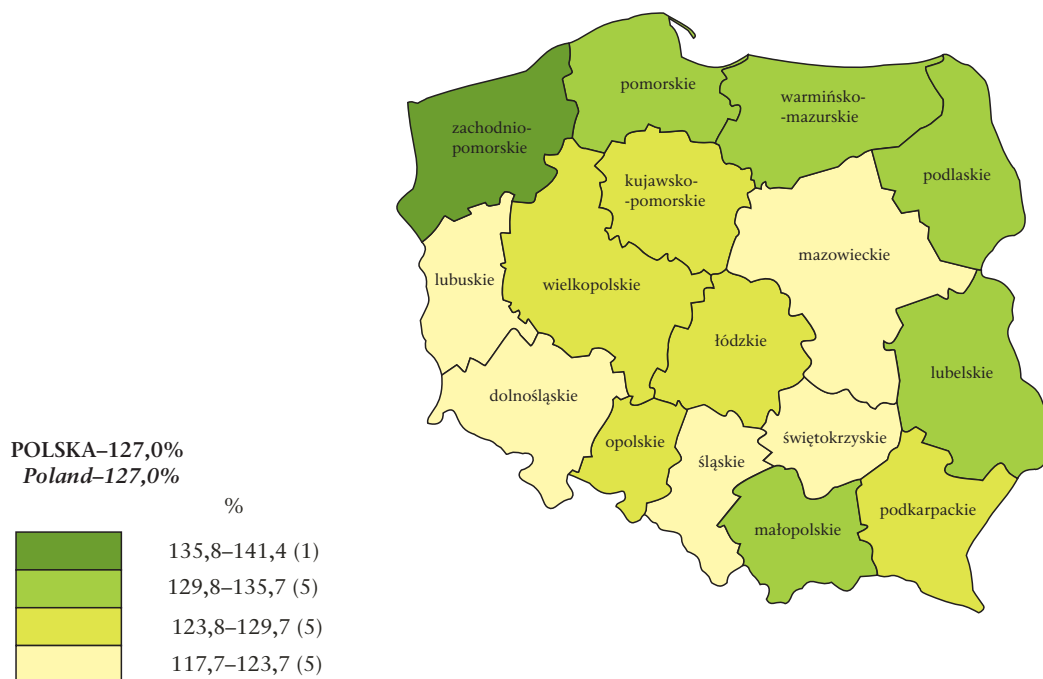 pomorskie
warmińsko-
-mazurskie
zachodnio-
pomorskie
podlaskie
kujawsko-
-pomorskie
mazowieckie
lubuskie
wielkopolskie
łódzkie
lubelskie
dolnośląskie
opolskie
świętokrzyskie
śląskie
podkarpackie
małopolskie
POLSKA–127,0%
Poland–127,0%
%
135,8–141,4 (1)
129,8–135,7 (5)
123,8–129,7 (5)
117,7–123,7 (5)